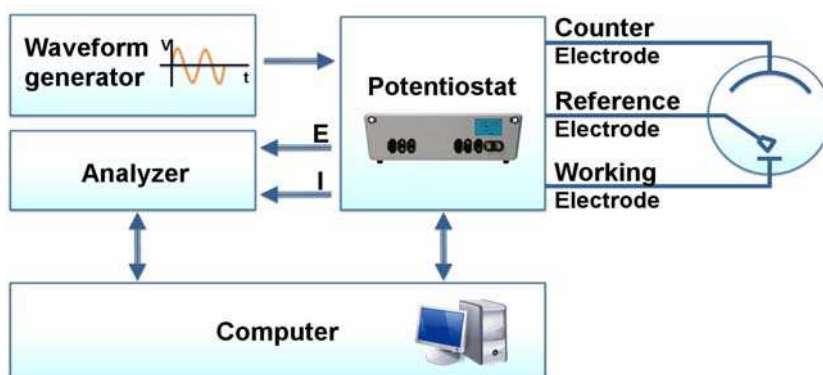 Waveform
generator
V
t
Potentiostat
Counter
Electrode
Reference
Electrode
Working
Electrode
E
I
Analyzer
Computer